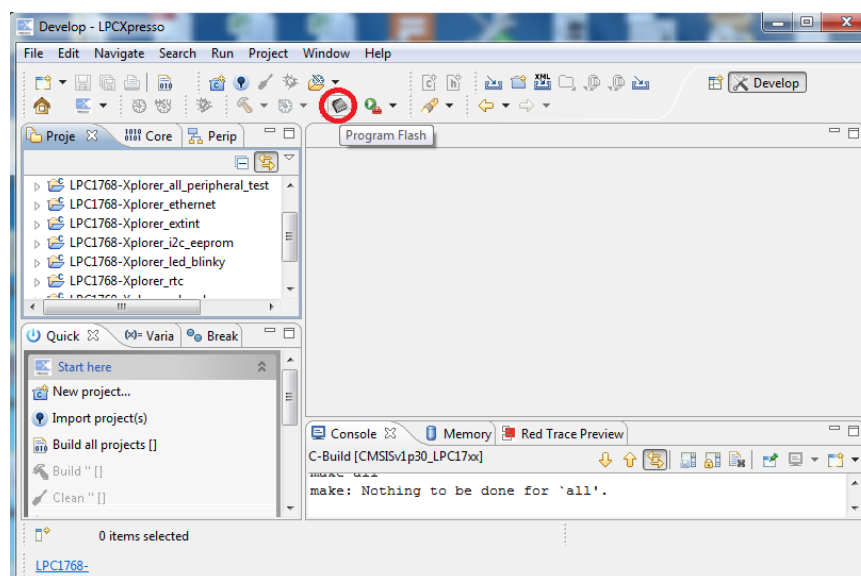 Develop - LPCXpresso
File Edit Navigate Search Run Project Window Help
Develop
Program Flash
Proje Core Perip
LPC1768-Xplorer_all_peripheral_test
LPC1768-Xplorer_ethernet
LPC1768-Xplorer_extint
LPC1768-Xplorer_i2c_eeprom
LPC1768-Xplorer_led_blinky
LPC1768-Xplorer_rtc
Quick (x)= Varia Break
Start here
New project...
Import project(s)
Build all projects []
Build '' []
Clean '' []
Console Memory Red Trace Preview
C-Build [CMSISv1p30_LPC17xx]
make all
make: Nothing to be done for `all'.
0 items selected
LPC1768-